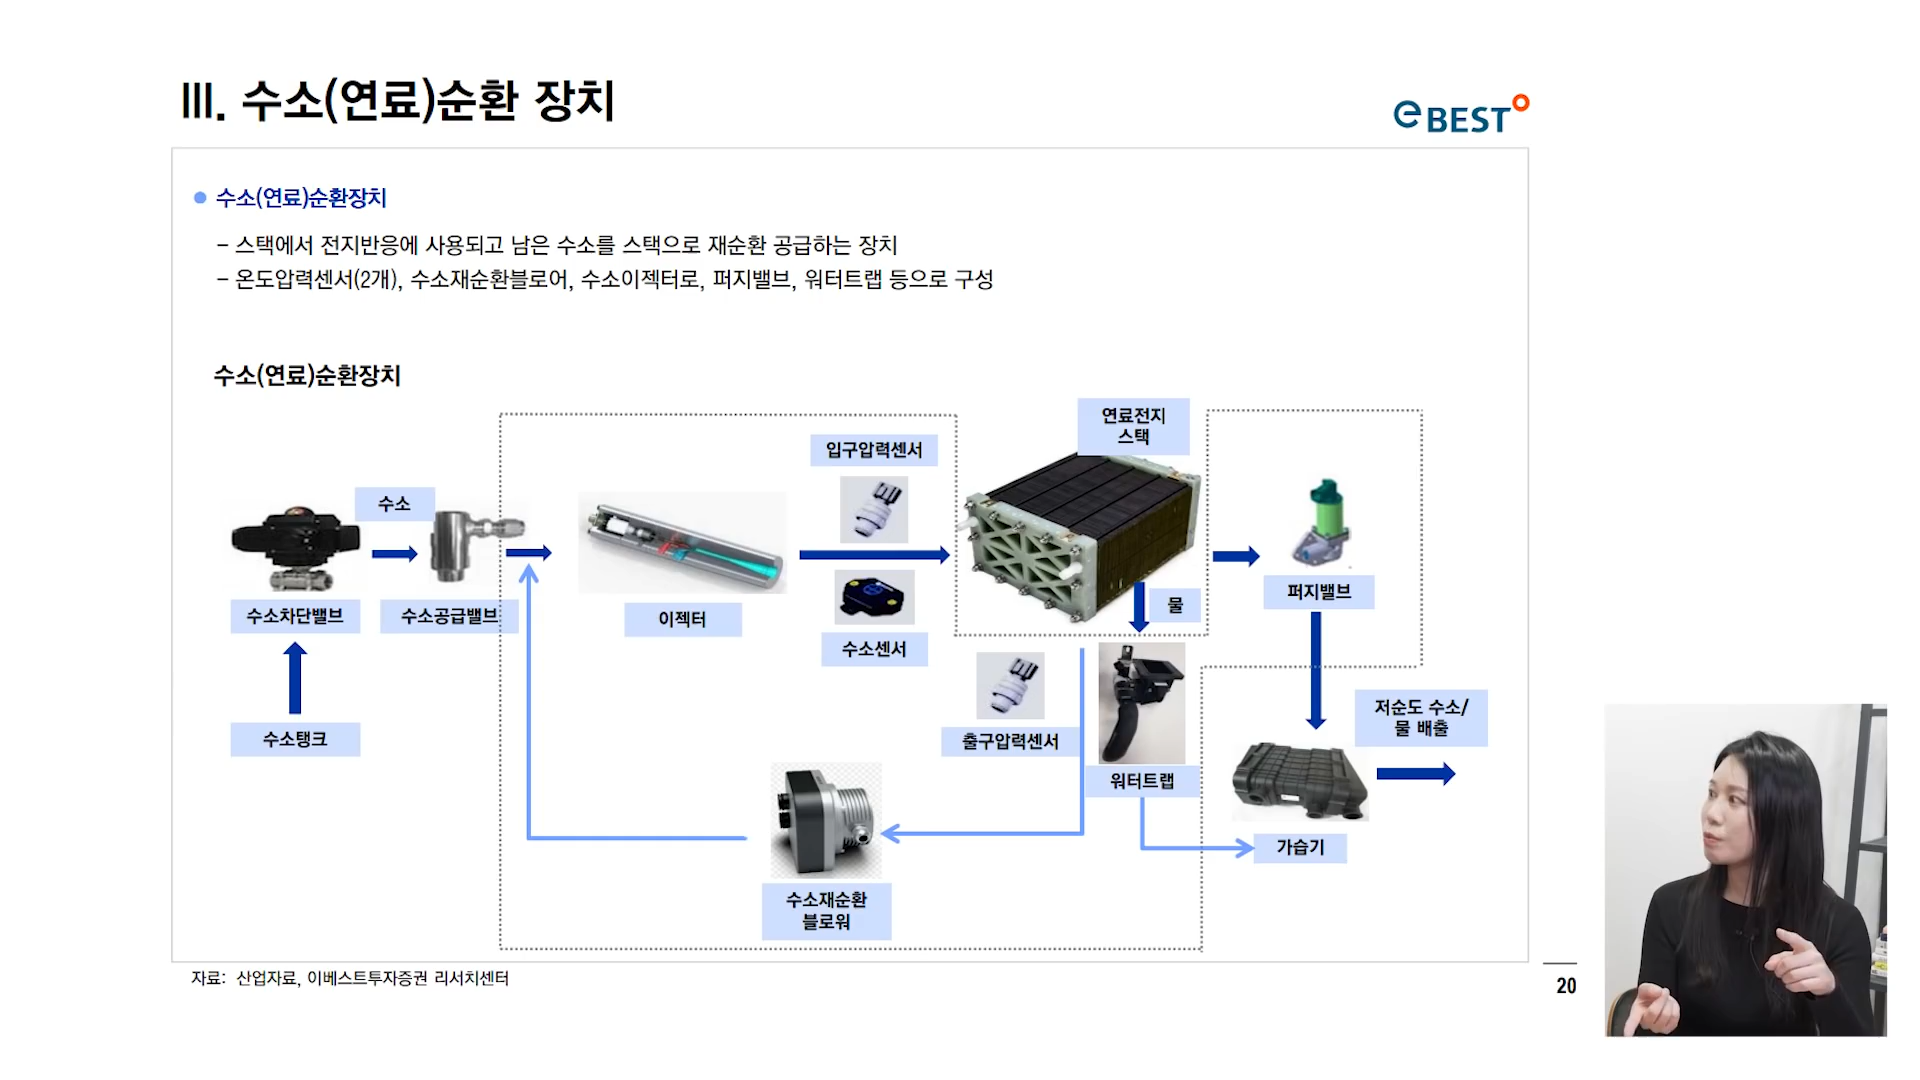 III. 수소(연료)순환 장치
eBEST
수소(연료)순환장치
– 스택에서 전지반응에 사용되고 남은 수소를 스택으로 재순환 공급하는 장치
– 온도압력센서(2개), 수소재순환블로어, 수소이젝터로, 퍼지밸브, 워터트랩 등으로 구성
수소(연료)순환장치
연료전지
스택
입구압력센서
수소
수소차단밸브
수소공급밸브
이젝터
수소센서
물
퍼지밸브
수소탱크
출구압력센서
워터트랩
저순도 수소/
물 배출
가습기
수소재순환
블로워
자료: 산업자료, 이베스트투자증권 리서치센터
20